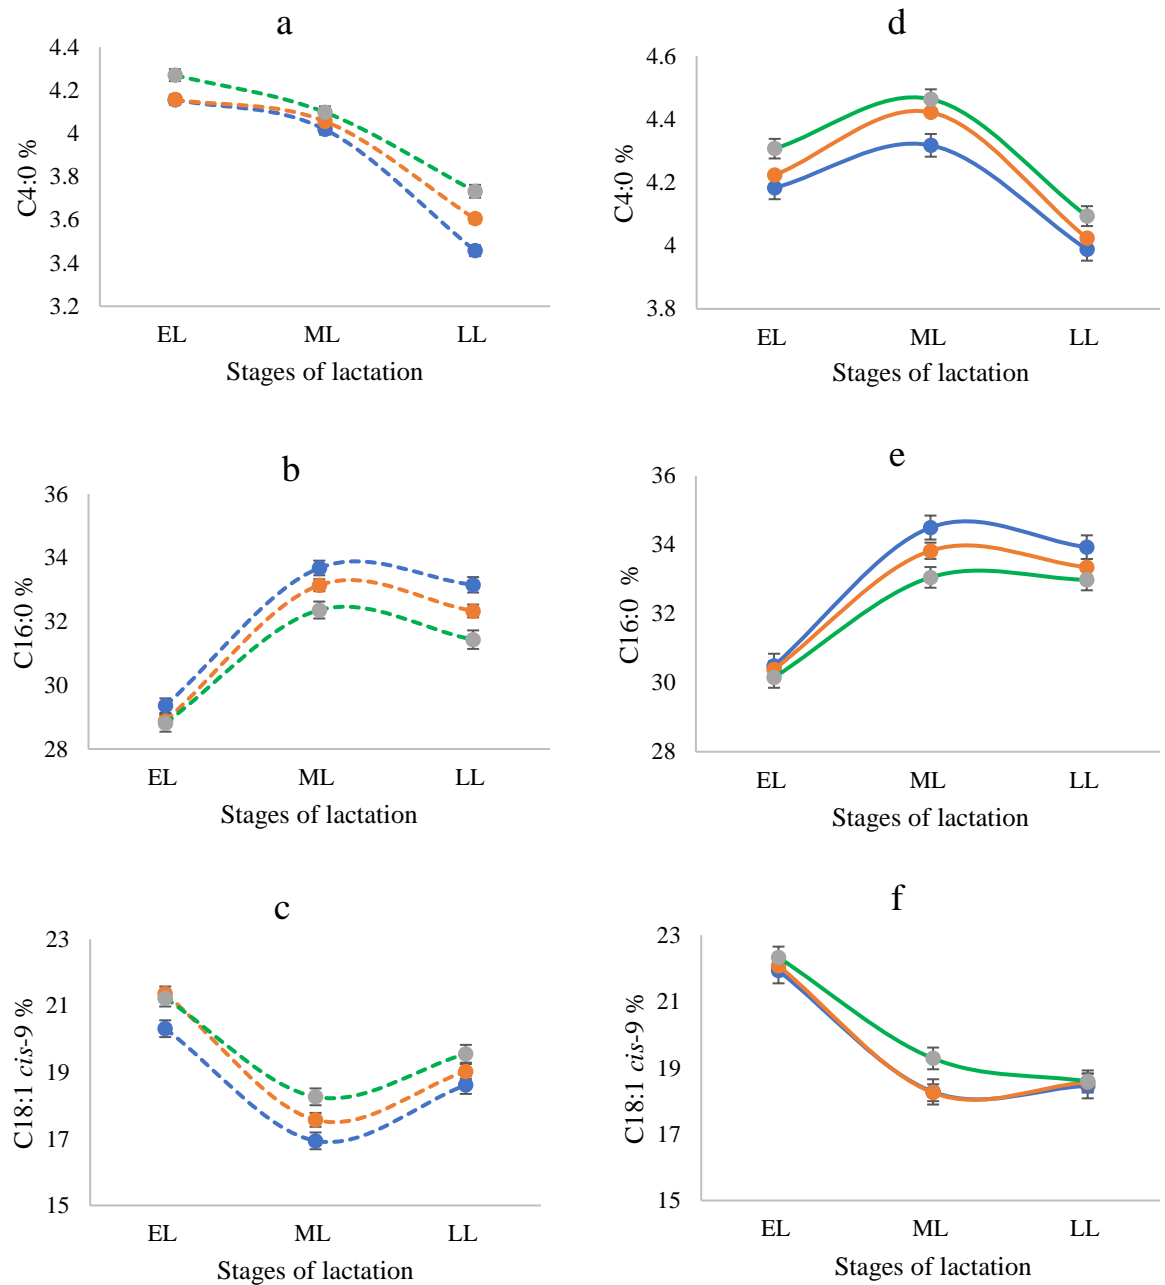 a
4.4
4.2
4
3.8
3.6
3.4
3.2
C4:0 %
EL ML LL
Stages of lactation
d
4.6
4.4
4.2
4
3.8
C4:0 %
EL ML LL
Stages of lactation
b
36
34
32
30
28
C16:0 %
EL ML LL
Stages of lactation
e
36
34
32
30
28
C16:0 %
EL ML LL
Stages of lactation
c
23
21
19
17
15
C18:1 cis-9 %
EL ML LL
Stages of lactation
f
23
21
19
17
15
C18:1 cis-9 %
EL ML LL
Stages of lactation